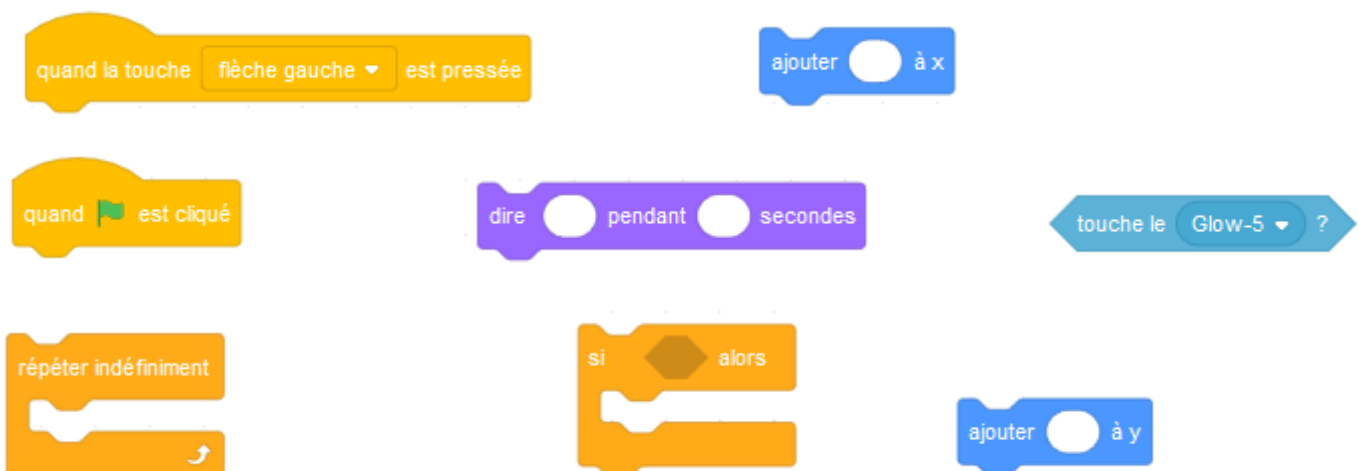 quand la touche flèche gauche est pressée
ajouter à x
quand est cliqué
dire pendant secondes
touche le Glow-5 ?
répéter indéfiniment
si alors
ajouter à y